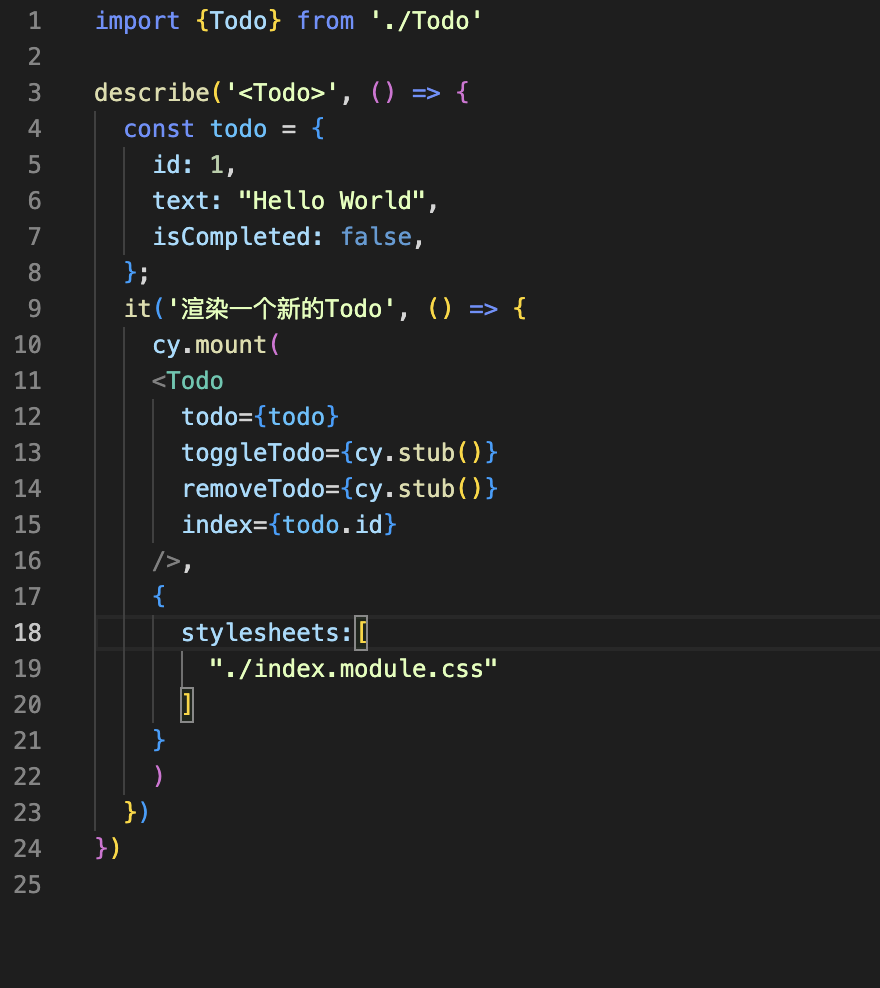 1 import {Todo} from './Todo'
2
3 describe('<Todo>', () => {
4 const todo = {
5 id: 1,
6 text: "Hello World",
7 isCompleted: false,
8 };
9 it('渲染一个新的Todo', () => {
10 cy.mount(
11 <Todo
12 todo={todo}
13 toggleTodo={cy.stub()}
14 removeTodo={cy.stub()}
15 index={todo.id}
16 />,
17 {
18 stylesheets:[
19 "./index.module.css"
20 ]
21 }
22 )
23 })
24 })
25